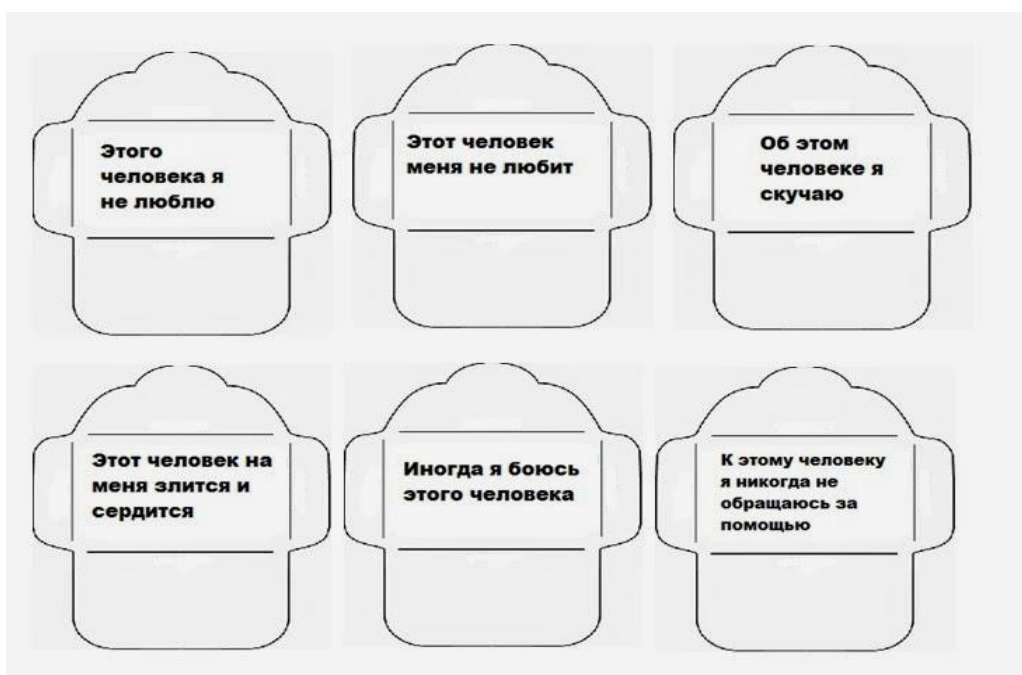 Этого
человека я
не люблю
Этот человек
меня не любит
Об этом
человеке я
скучаю
Этот человек на
меня злится и
сердится
Иногда я боюсь
этого человека
К этому человеку
я никогда не
обращаюсь за
помощью